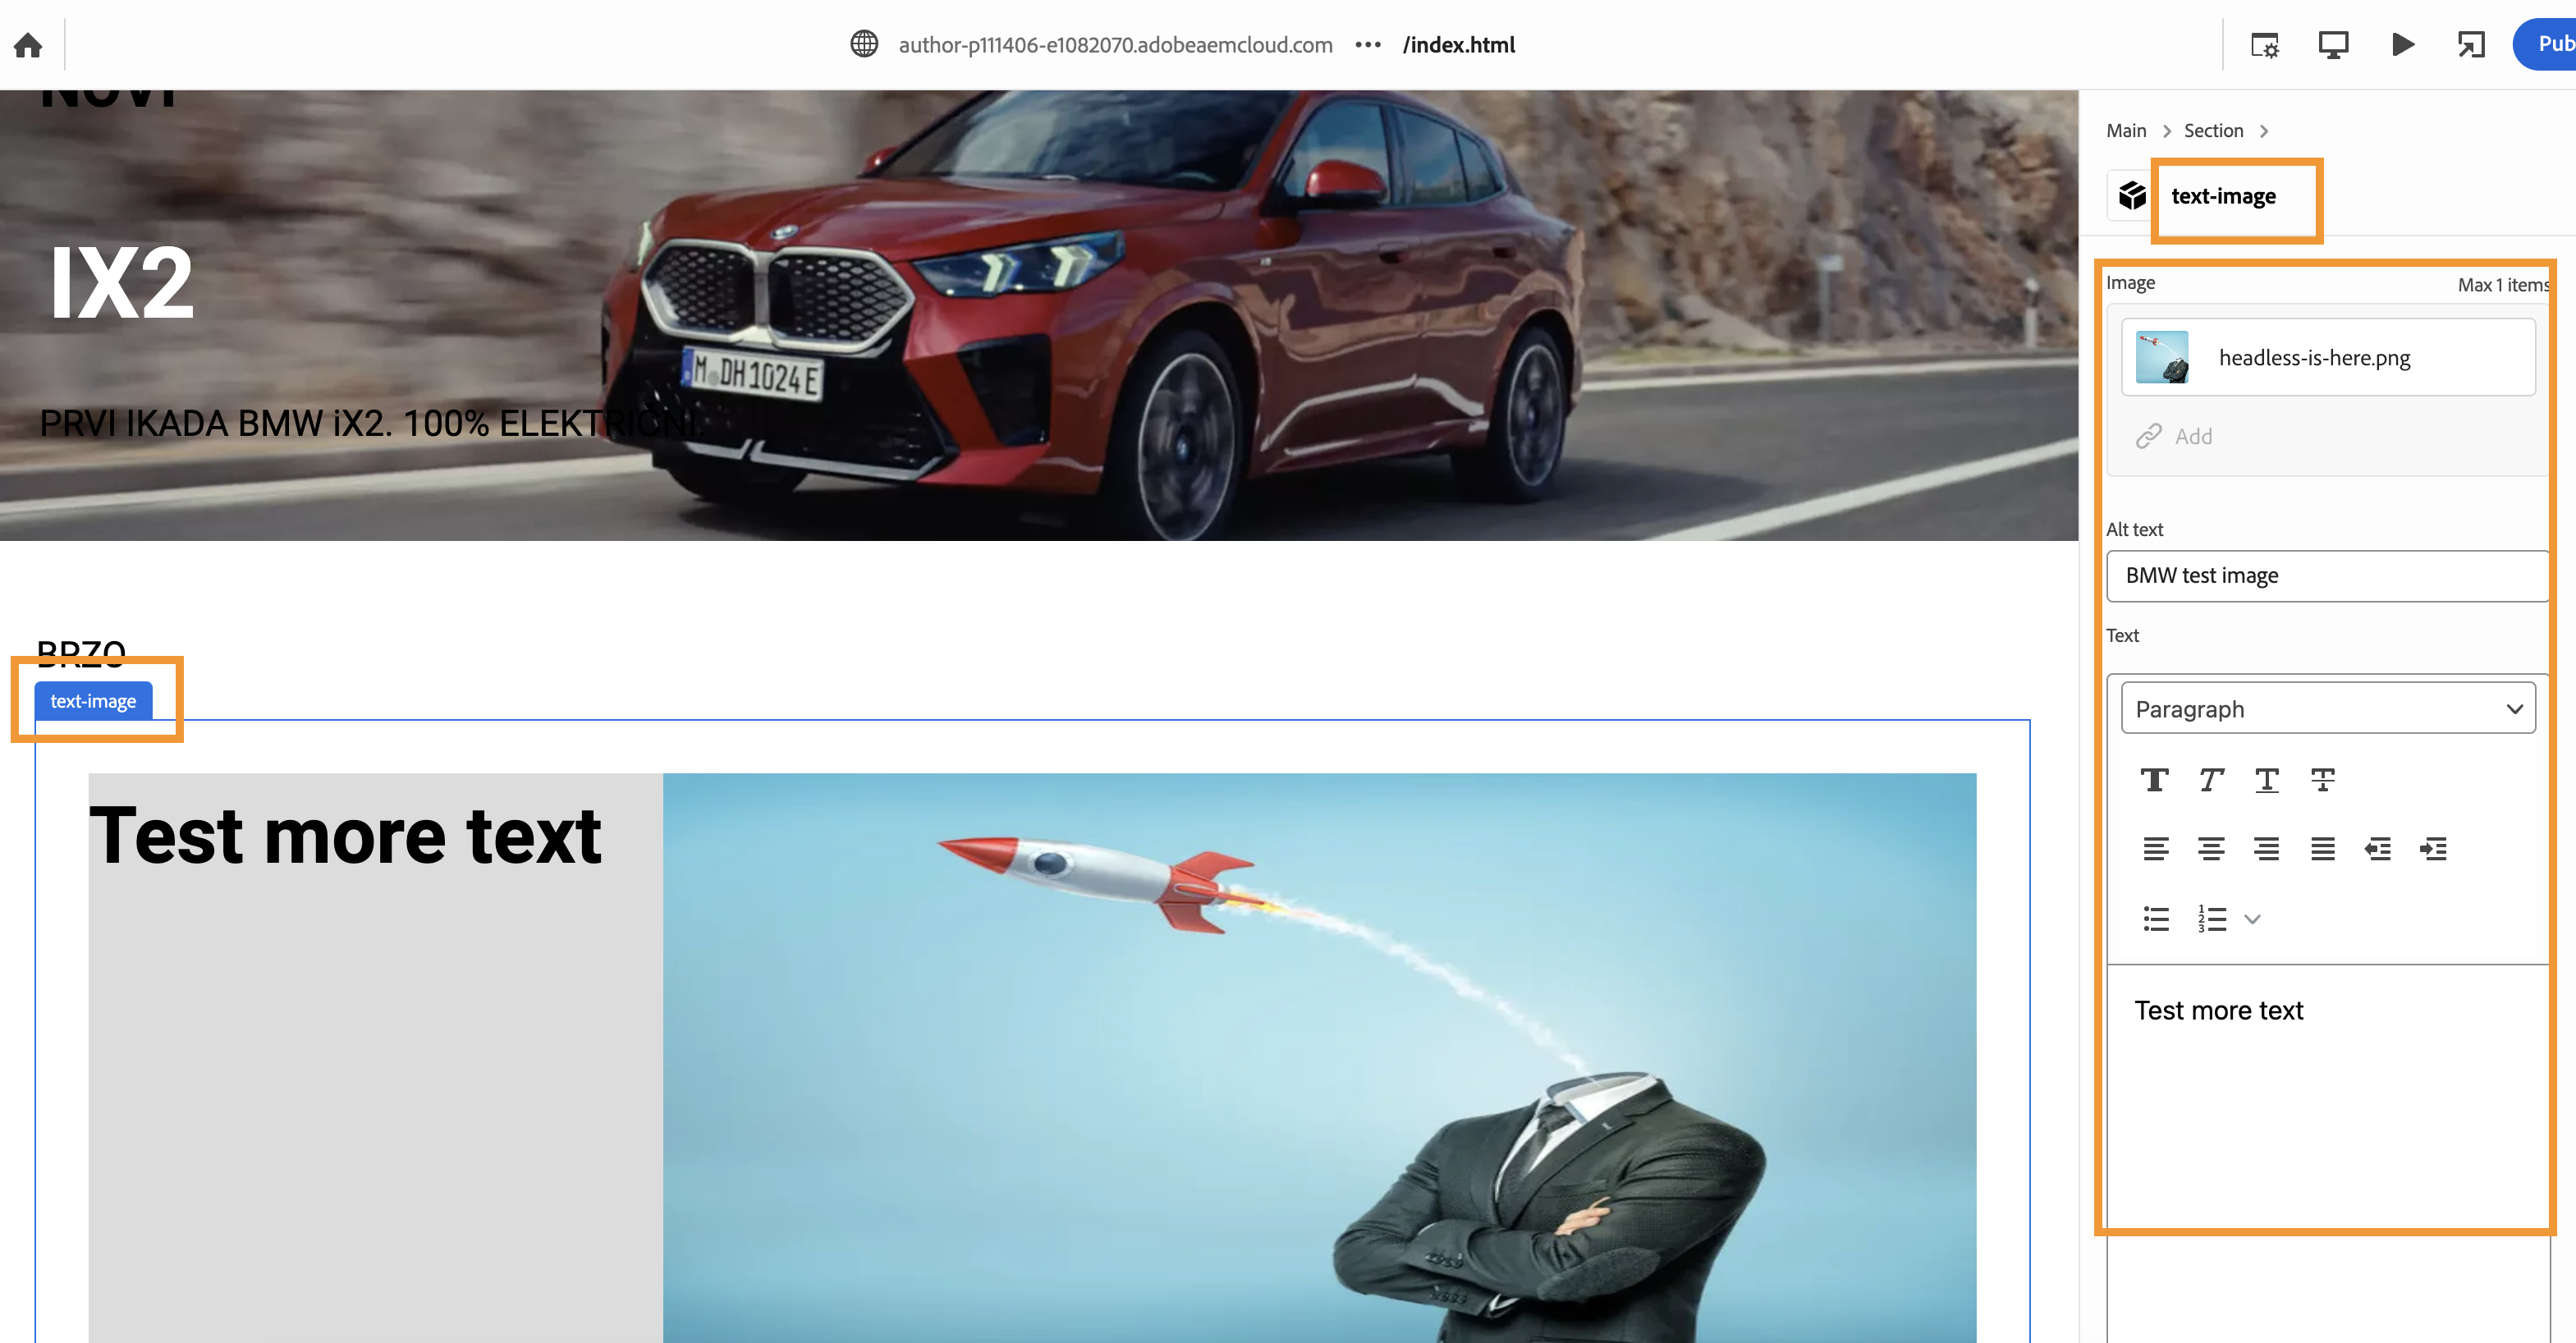 author-p111406-e1082070.adobeaemcloud.com ••• /index.html
Pub
NOVI
IX2
M DH 1024 E
PRVI IKADA BMW iX2. 100% ELEKTRIČNI.
BRZO
text-image
Test more text
Main > Section >
text-image
Image
Max 1 items
headless-is-here.png
Add
Alt text
BMW test image
Text
Paragraph
Test more text